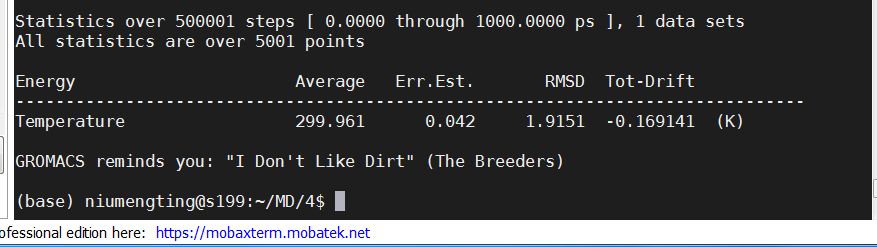 Statistics over 500001 steps [ 0.0000 through 1000.0000 ps ], 1 data sets
All statistics are over 5001 points
Energy                      Average   Err.Est.       RMSD  Tot-Drift
-------------------------------------------------------------------------------
Temperature                 299.961      0.042     1.9151  -0.169141  (K)
GROMACS reminds you: "I Don't Like Dirt" (The Breeders)
(base) niumengting@s199:~/MD/4$
ofessional edition here: https://mobaxterm.mobatek.net